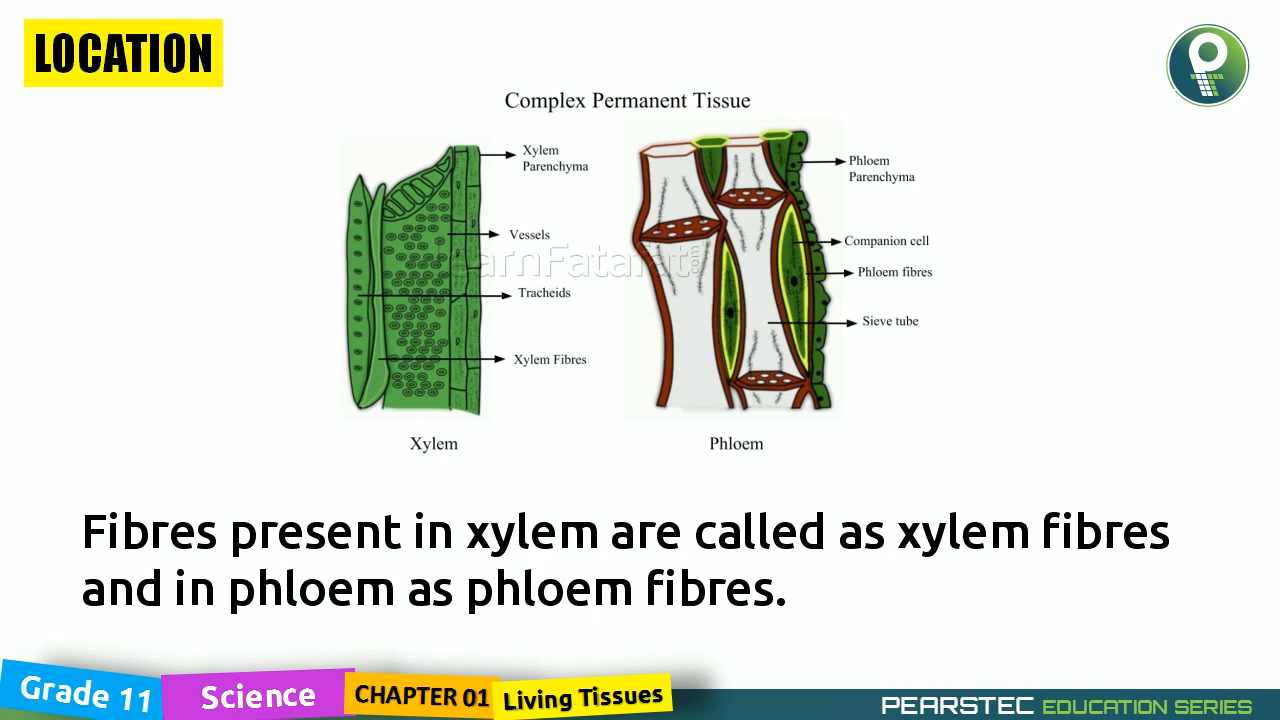 LOCATION
Complex Permanent Tissue
Xylem
Parenchyma
Vessels
Tracheids
Xylem Fibres
Xylem
Phloem
Parenchyma
Companion cell
Phloem fibres
Sieve tube
Phloem
LearnFatafat.com
Fibres present in xylem are called as xylem fibres
and in phloem as phloem fibres.
Grade 11
Science
CHAPTER 01
Living Tissues
PEARSTEC EDUCATION SERIES